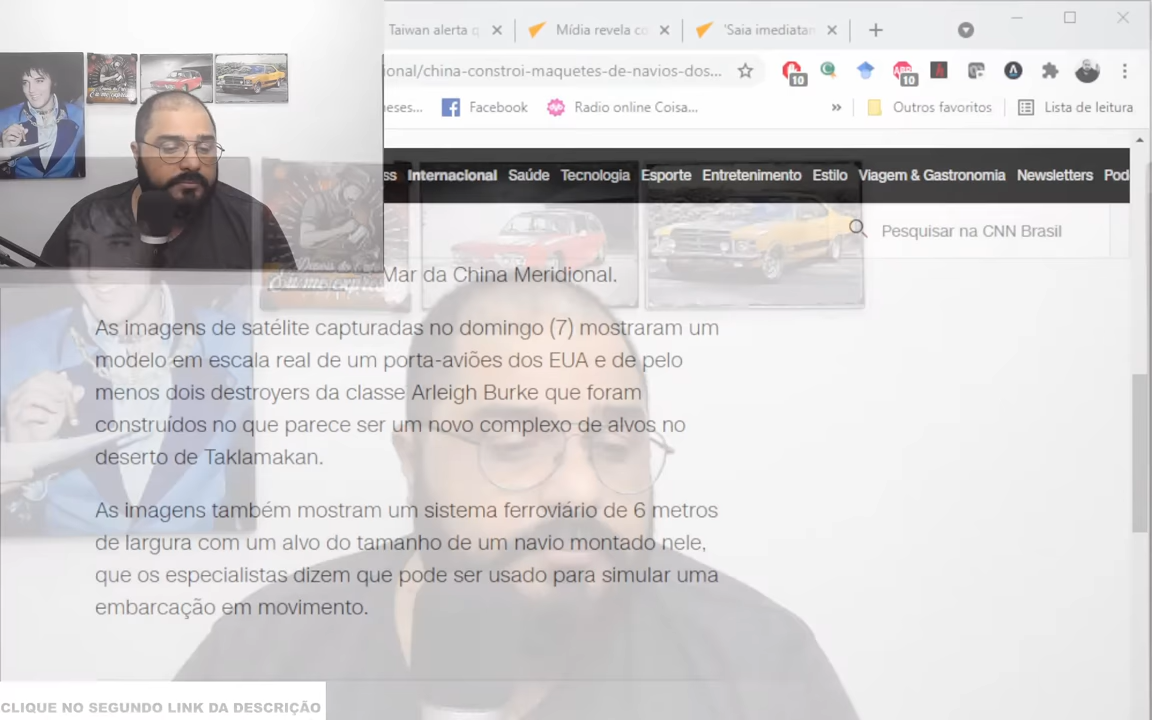 Taiwan alerta q
Mídia revela co
'Saia imediatan
ional/china-constroi-maquetes-de-navios-dos...
10
10
eses...
Facebook
Radio online Coisa...
»
Outros favoritos
Lista de leitura
ss Internacional Saúde Tecnologia Esporte Entretenimento Estilo Viagem & Gastronomia Newsletters Pod
Pesquisar na CNN Brasil
Mar da China Meridional.
As imagens de satélite capturadas no domingo (7) mostraram um
modelo em escala real de um porta-aviões dos EUA e de pelo
menos dois destroyers da classe Arleigh Burke que foram
construídos no que parece ser um novo complexo de alvos no
deserto de Taklamakan.
As imagens também mostram um sistema ferroviário de 6 metros
de largura com um alvo do tamanho de um navio montado nele,
que os especialistas dizem que pode ser usado para simular uma
embarcação em movimento.
CLIQUE NO SEGUNDO LINK DA DESCRIÇÃO